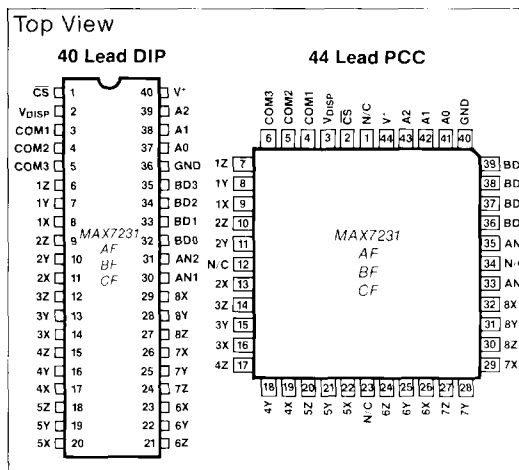 Top View
40 Lead DIP
CS 1 40 V+
VDISP 2 39 A2
COM1 3 38 A1
COM2 4 37 A0
COM3 5 36 GND
1Z 6 35 BD3
1Y 7 34 BD2
1X 8 33 BD1
2Z 9 32 BD0
2Y 10 31 AN2
2X 11 30 AN1
3Z 12 29 8X
3Y 13 28 8Y
3X 14 27 8Z
4Z 15 26 7X
4Y 16 25 7Y
4X 17 24 7Z
5Z 18 23 6X
5Y 19 22 6Y
5X 20 21 6Z
MAX7231
AF
BF
CF
44 Lead PCC
COM3 COM2 COM1 VDISP CS N/C V+ A2 A1 A0 GND
6 5 4 3 2 1 44 43 42 41 40
1Z 7
1Y 8
1X 9
2Z 10
2Y 11
N/C 12
2X 13
3Z 14
3Y 15
3X 16
4Z 17
MAX7231
AF
BF
CF
39 BD
38 BD
37 BD
36 BD
35 AN
34 N/
33 AN
32 8X
31 8Y
30 8Z
29 7X
18 19 20 21 22 23 24 25 26 27 28
4Y 4X 5Z 5Y 5X N/C 6Z 6Y 6X 7Z 7Y